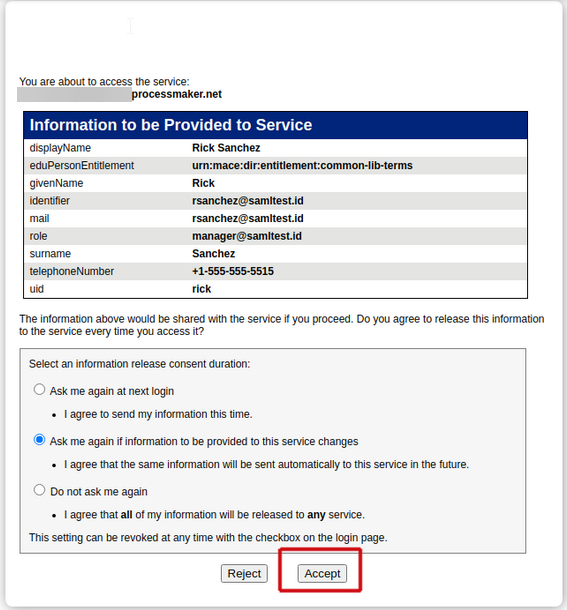 You are about to access the service:
processmaker.net
Information to be Provided to Service
displayName Rick Sanchez
eduPersonEntitlement urn:mace:dir:entitlement:common-lib-terms
givenName Rick
identifier rsanchez@samltest.id
mail rsanchez@samltest.id
role manager@samltest.id
surname Sanchez
telephoneNumber +1-555-555-5515
uid rick
The information above would be shared with the service if you proceed. Do you agree to release this information
to the service every time you access it?
Select an information release consent duration:
Ask me again at next login
• I agree to send my information this time.
Ask me again if information to be provided to this service changes
• I agree that the same information will be sent automatically to this service in the future.
Do not ask me again
• I agree that all of my information will be released to any service.
This setting can be revoked at any time with the checkbox on the login page.
Reject Accept